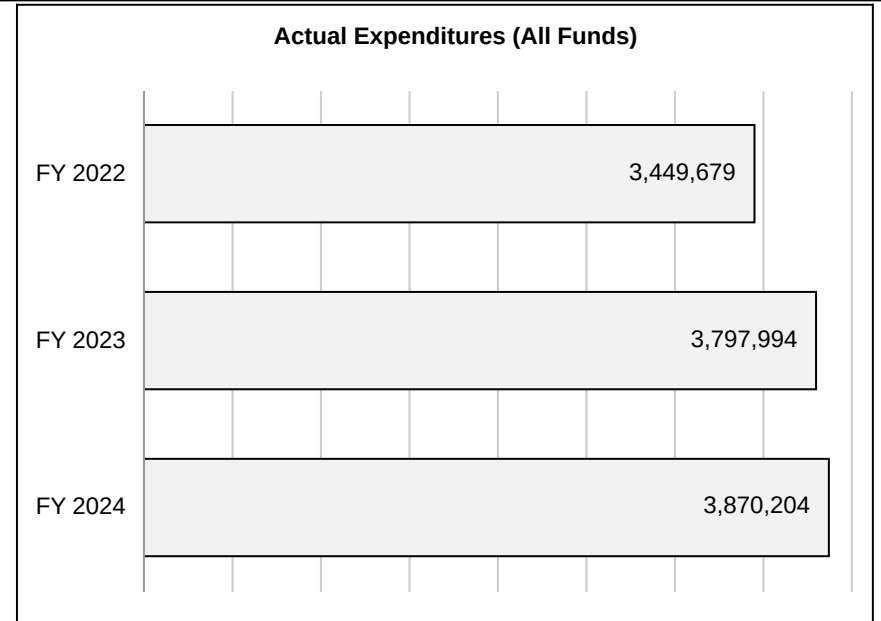 Actual Expenditures (All Funds)
FY 2022 3,449,679
FY 2023 3,797,994
FY 2024 3,870,204